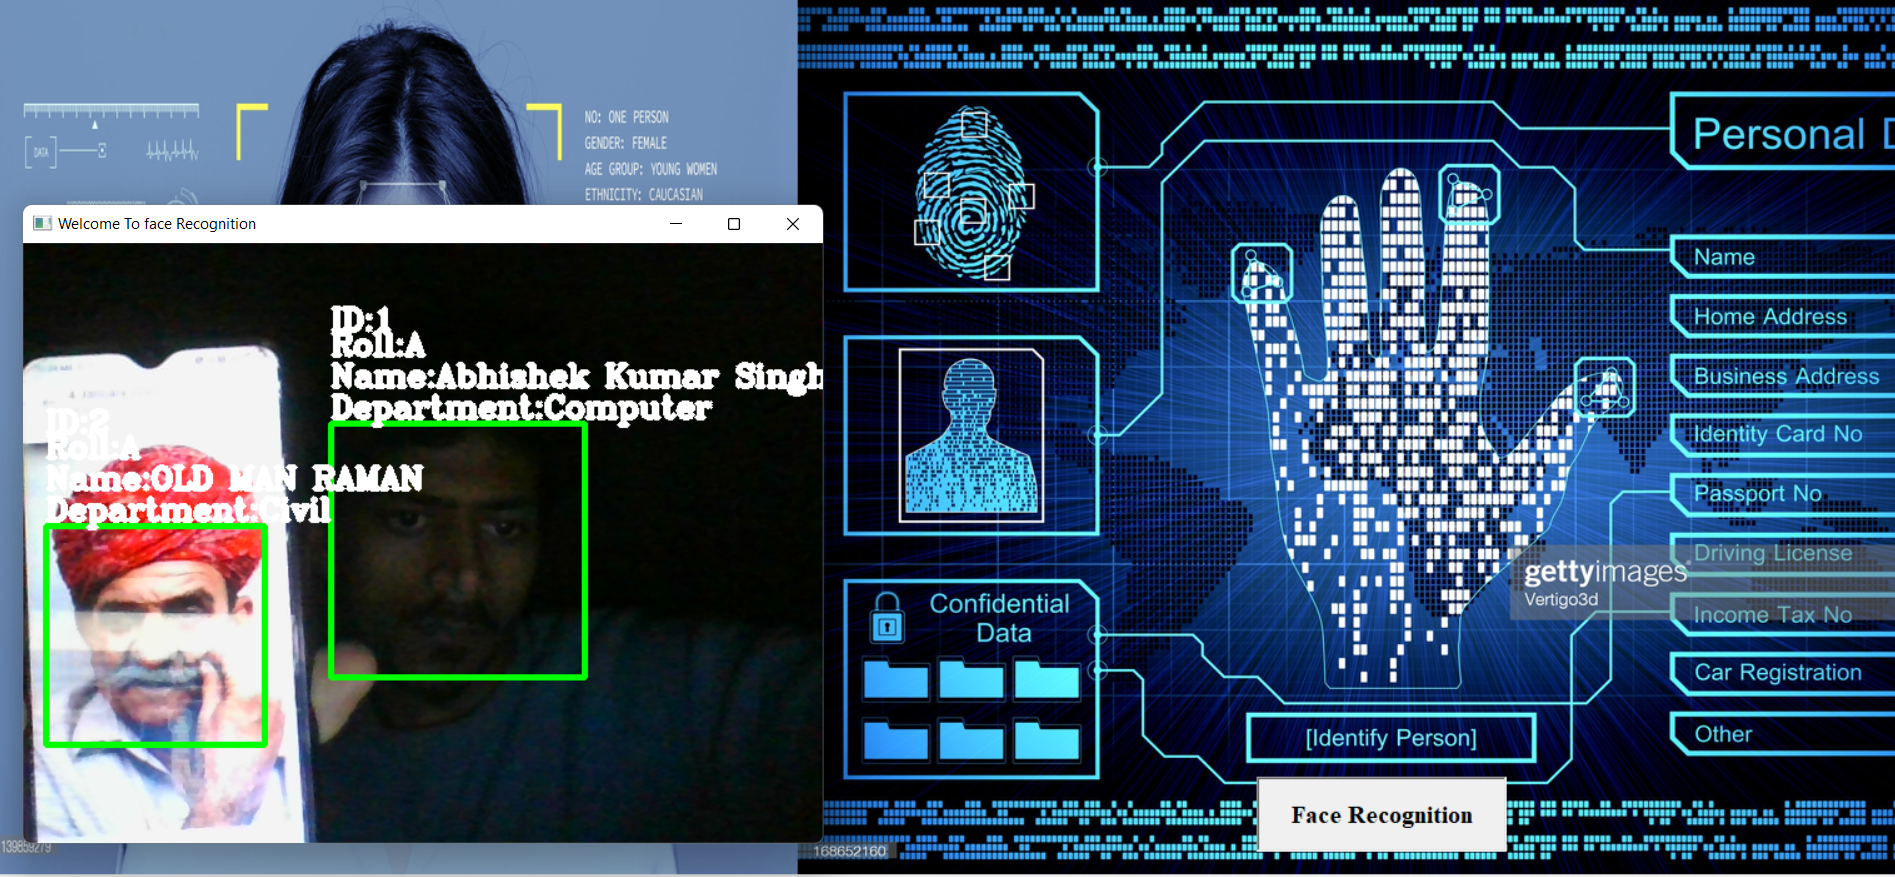 DATA
NO: ONE PERSON
GENDER: FEMALE
AGE GROUP: YOUNG WOMEN
ETHNICITY: CAUCASIAN
Welcome To face Recognition
ID:1
Roll:A
Name:Abhishek Kumar Singh
Department:Computer
ID:2
Roll:A
Name:OLD MAN RAMAN
Department:Civil
139859279
Personal D
Name
Home Address
Business Address
Identity Card No
Passport No
Driving License
gettyimages
Vertigo3d
Income Tax No
Car Registration
Other
Confidential
Data
[Identify Person]
Face Recognition
168652160